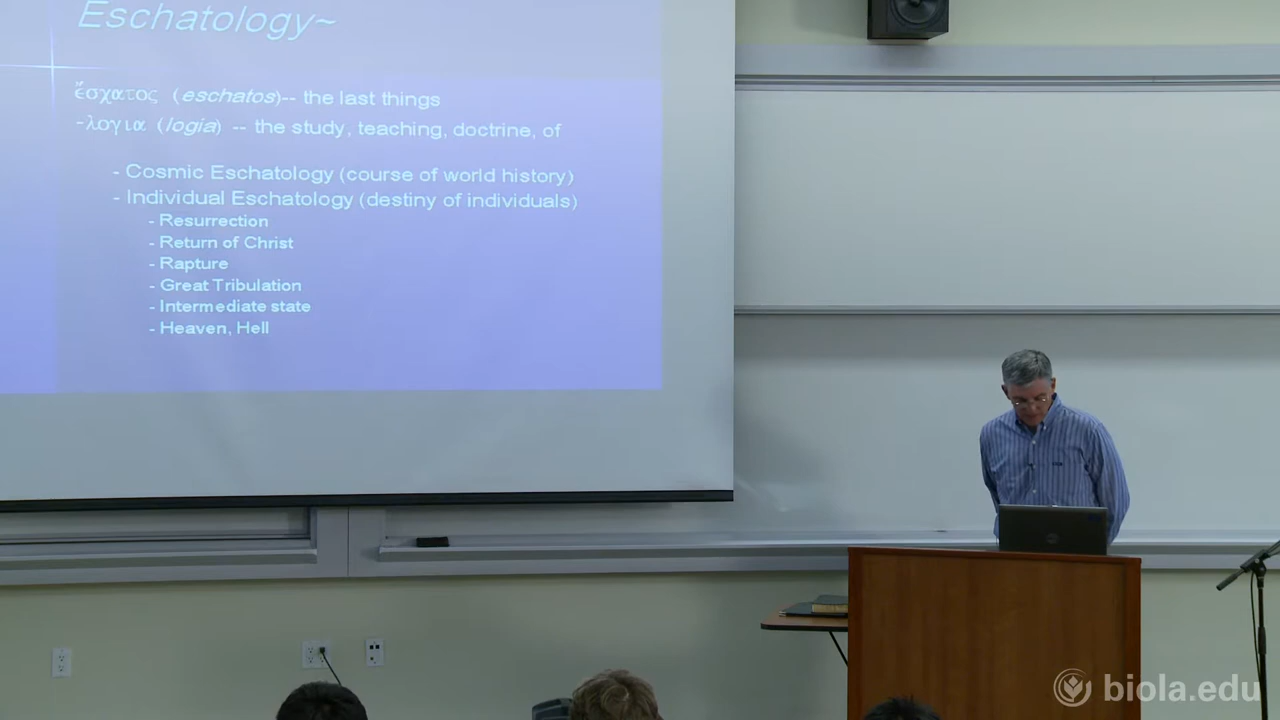 Eschatology~
ἔσχατος (eschatos)-- the last things
-λογια (logia) -- the study, teaching, doctrine, of
- Cosmic Eschatology (course of world history)
- Individual Eschatology (destiny of individuals)
- Resurrection
- Return of Christ
- Rapture
- Great Tribulation
- Intermediate state
- Heaven, Hell
biola.edu